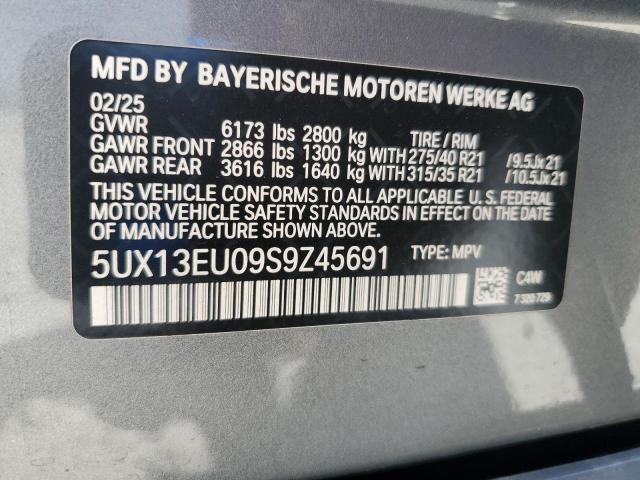 MFD BY BAYERISCHE MOTOREN WERKE AG
02/25
GVWR 6173 lbs 2800 kg TIRE / RIM
GAWR FRONT 2866 lbs 1300 kg WITH 275/40 R21 /9.5Jx21
GAWR REAR 3616 lbs 1640 kg WITH 315/35 R21 /10.5Jx21
THIS VEHICLE CONFORMS TO ALL APPLICABLE U. S. FEDERAL
MOTOR VEHICLE SAFETY STANDARDS IN EFFECT ON THE DATE
OF MANUFACTURE SHOWN ABOVE.
5UX13EU09S9Z45691 TYPE: MPV
C4W
7 320 729